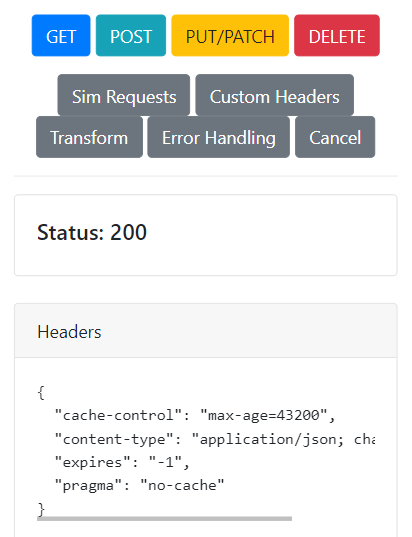 GET POST PUT/PATCH DELETE
Sim Requests Custom Headers
Transform Error Handling Cancel
Status: 200
Headers
{
  "cache-control": "max-age=43200",
  "content-type": "application/json; cha
  "expires": "-1",
  "pragma": "no-cache"
}